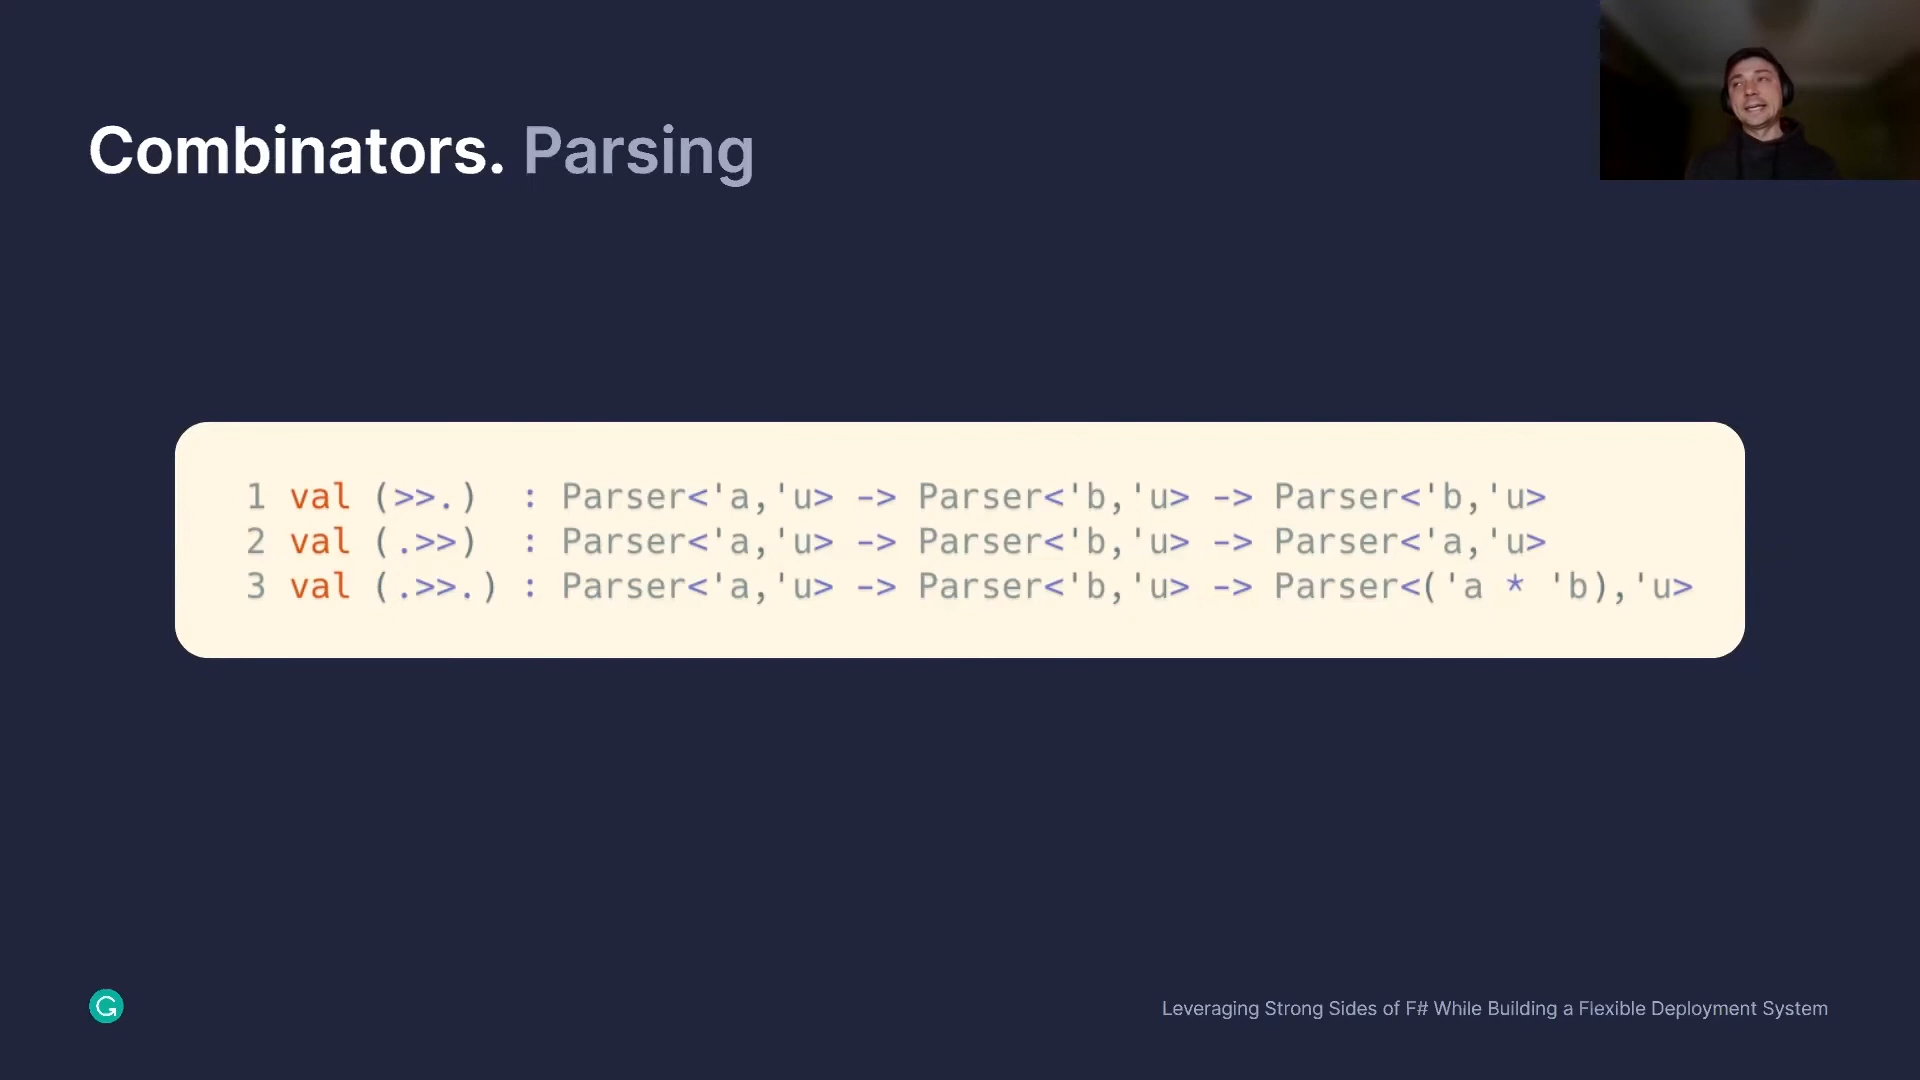 Combinators. Parsing
1 val (>>.)  : Parser<'a,'u> -> Parser<'b,'u> -> Parser<'b,'u>
2 val (.>>)  : Parser<'a,'u> -> Parser<'b,'u> -> Parser<'a,'u>
3 val (.>>.) : Parser<'a,'u> -> Parser<'b,'u> -> Parser<('a * 'b),'u>
Leveraging Strong Sides of F# While Building a Flexible Deployment System